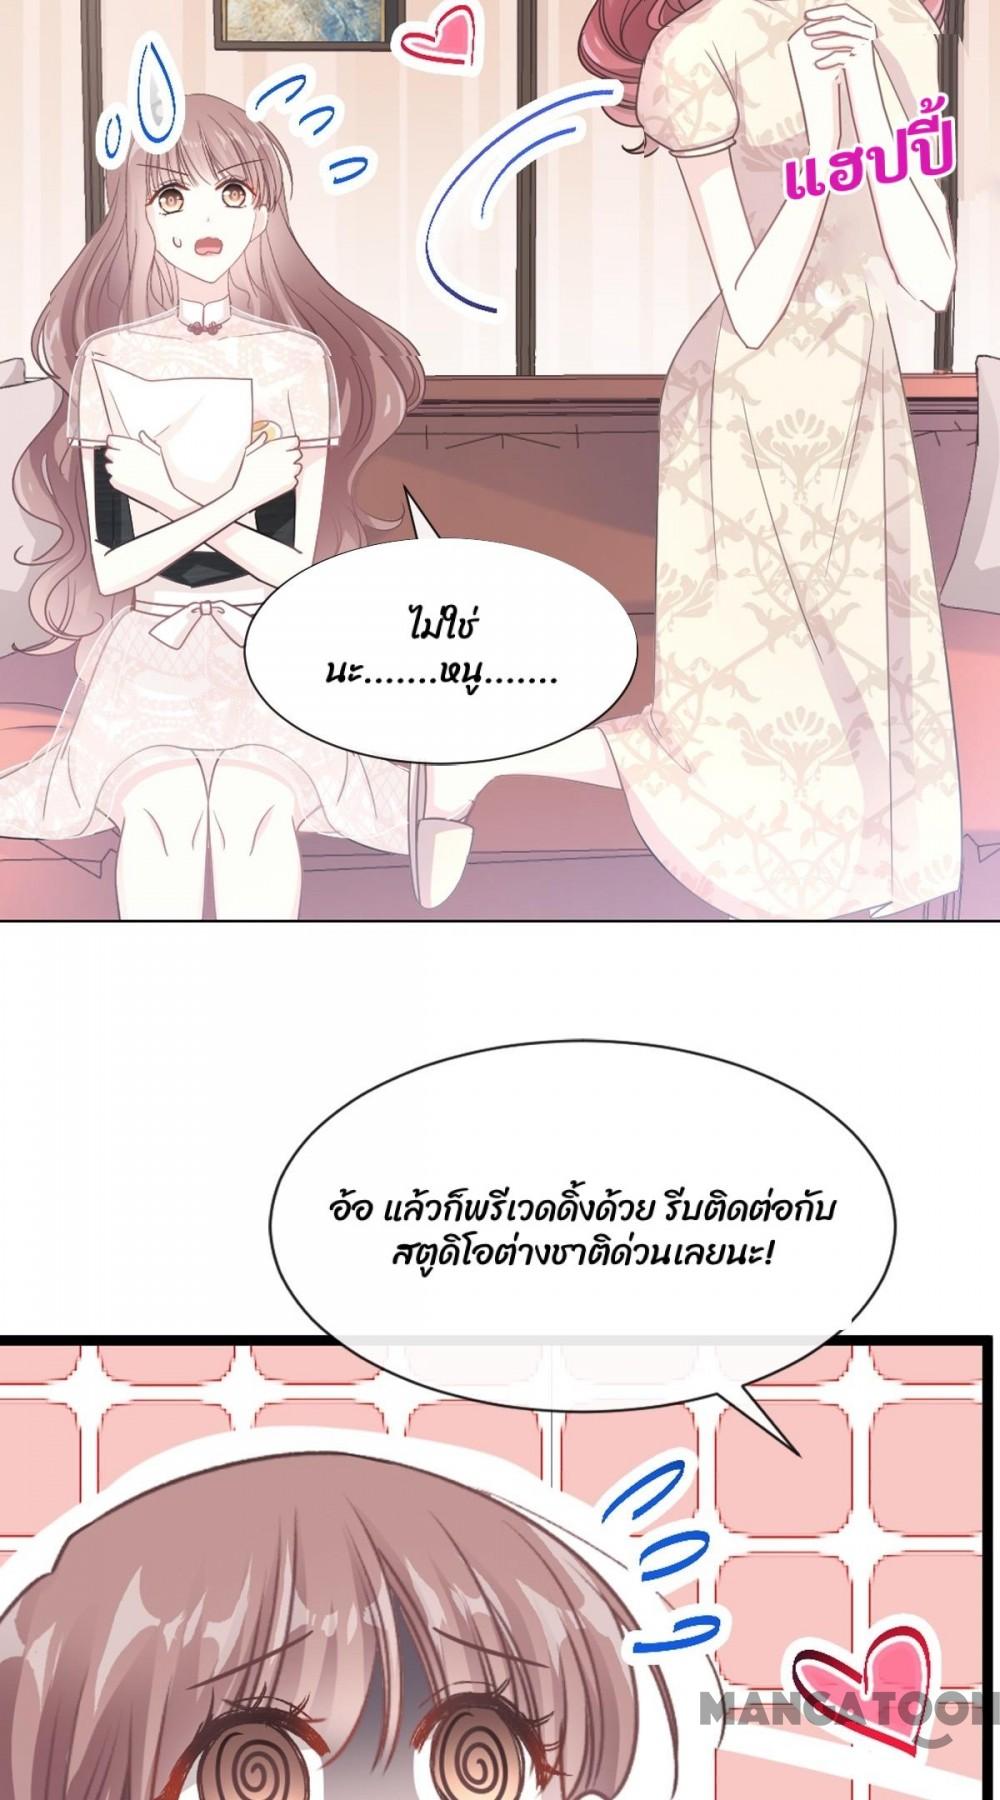 แฮปปี้
ไม่ใช่
นะ.......หนู.......
อ้อ แล้วก็พรีเวดดิ้งด้วย รีบติดต่อกับ
สตูดิโอต่างชาติด่วนเลยนะ!
MANGATOON